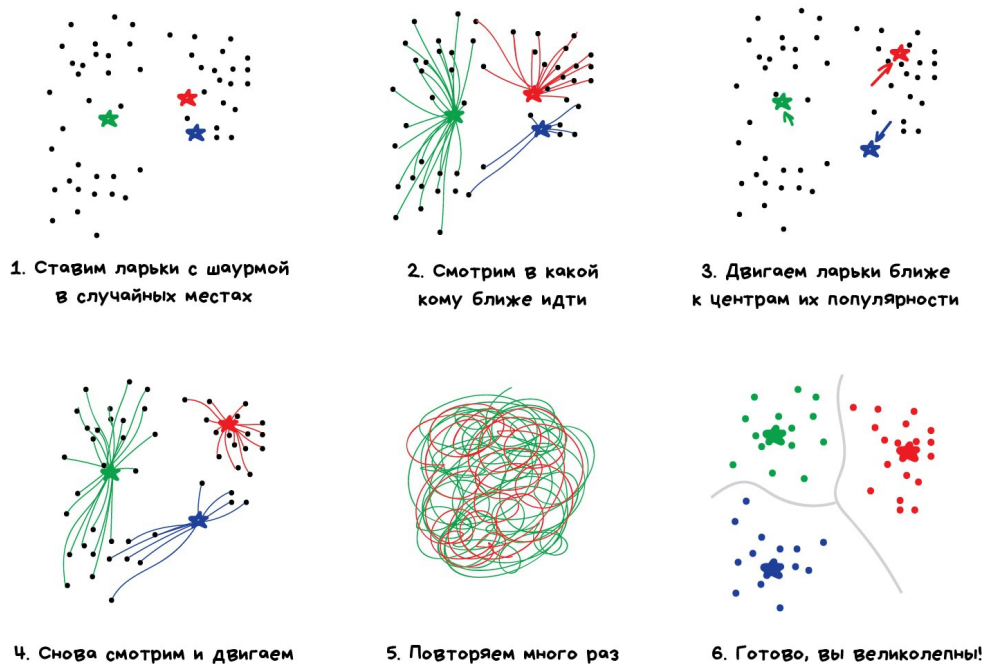 1. Ставим ларьки с шаурмой
в случайных местах
2. Смотрим в какой
кому ближе идти
3. Двигаем ларьки ближе
к центрам их популярности
4. Снова смотрим и двигаем
5. Повторяем много раз
6. Готово, вы великолепны!